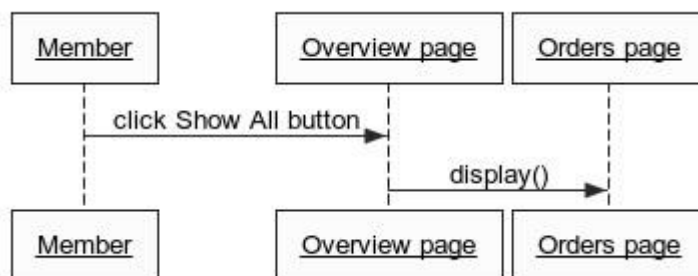 Member
Overview page
Orders page
click Show All button
display()
Member
Overview page
Orders page